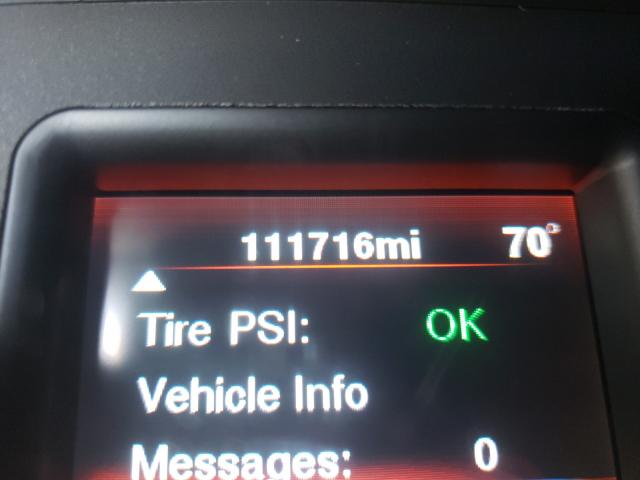 111716mi 70°
Tire PSI: OK
Vehicle Info
Messages: 0